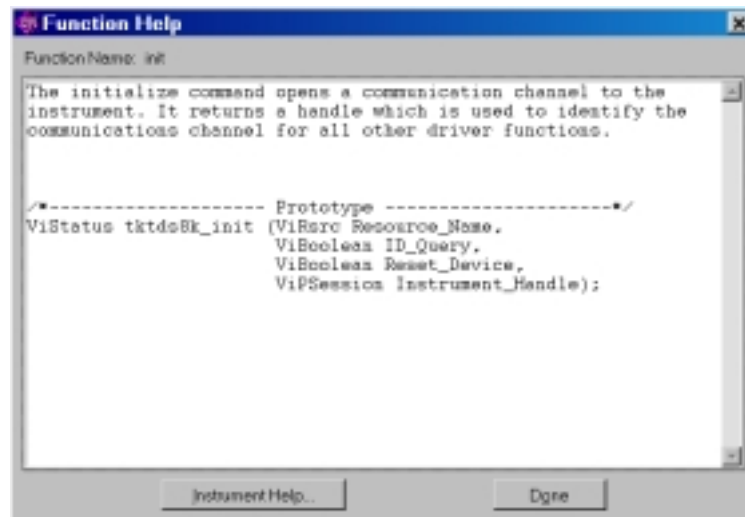 Function Help
Function Name: init
The initialize command opens a communication channel to the
instrument. It returns a handle which is used to identify the
communications channel for all other driver functions.
/*--------------------- Prototype ---------------------*/
ViStatus tktds8k_init (ViRsrc Resource_Name,
ViBoolean ID_Query,
ViBoolean Reset_Device,
ViPSession Instrument_Handle);
Instrument Help...
Done